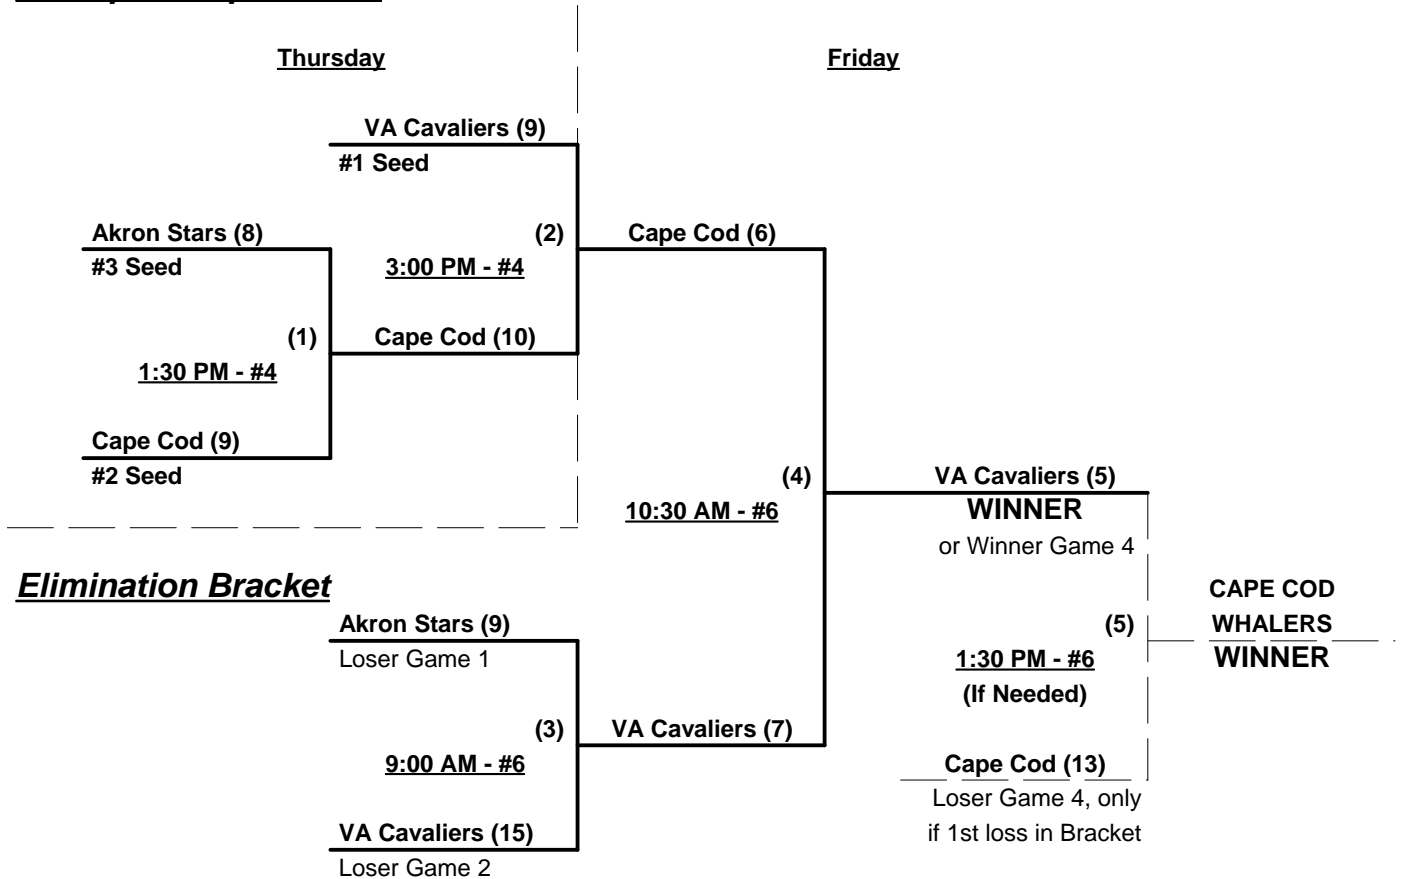 Thursday
Friday
VA Cavaliers (9)
#1 Seed
Akron Stars (8)
#3 Seed
(2)
3:00 PM - #4
Cape Cod (6)
(1)
1:30 PM - #4
Cape Cod (10)
Cape Cod (9)
#2 Seed
(4)
10:30 AM - #6
VA Cavaliers (5)
WINNER
or Winner Game 4
Elimination Bracket
Akron Stars (9)
Loser Game 1
(5)
1:30 PM - #6
(If Needed)
CAPE COD
WHALERS
WINNER
(3)
9:00 AM - #6
VA Cavaliers (7)
Cape Cod (13)
Loser Game 4, only
if 1st loss in Bracket
VA Cavaliers (15)
Loser Game 2